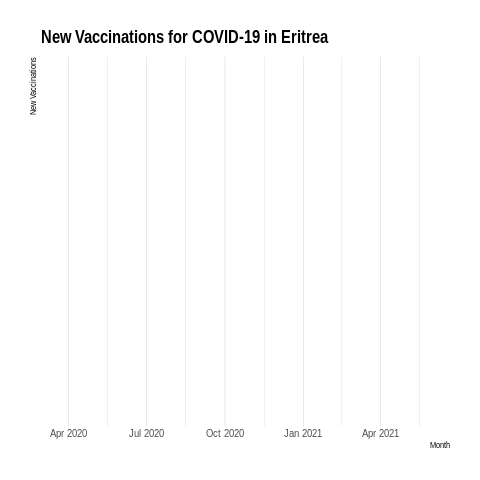 New Vaccinations for COVID-19 in Eritrea
New Vaccinations
Apr 2020 Jul 2020 Oct 2020 Jan 2021 Apr 2021
Month